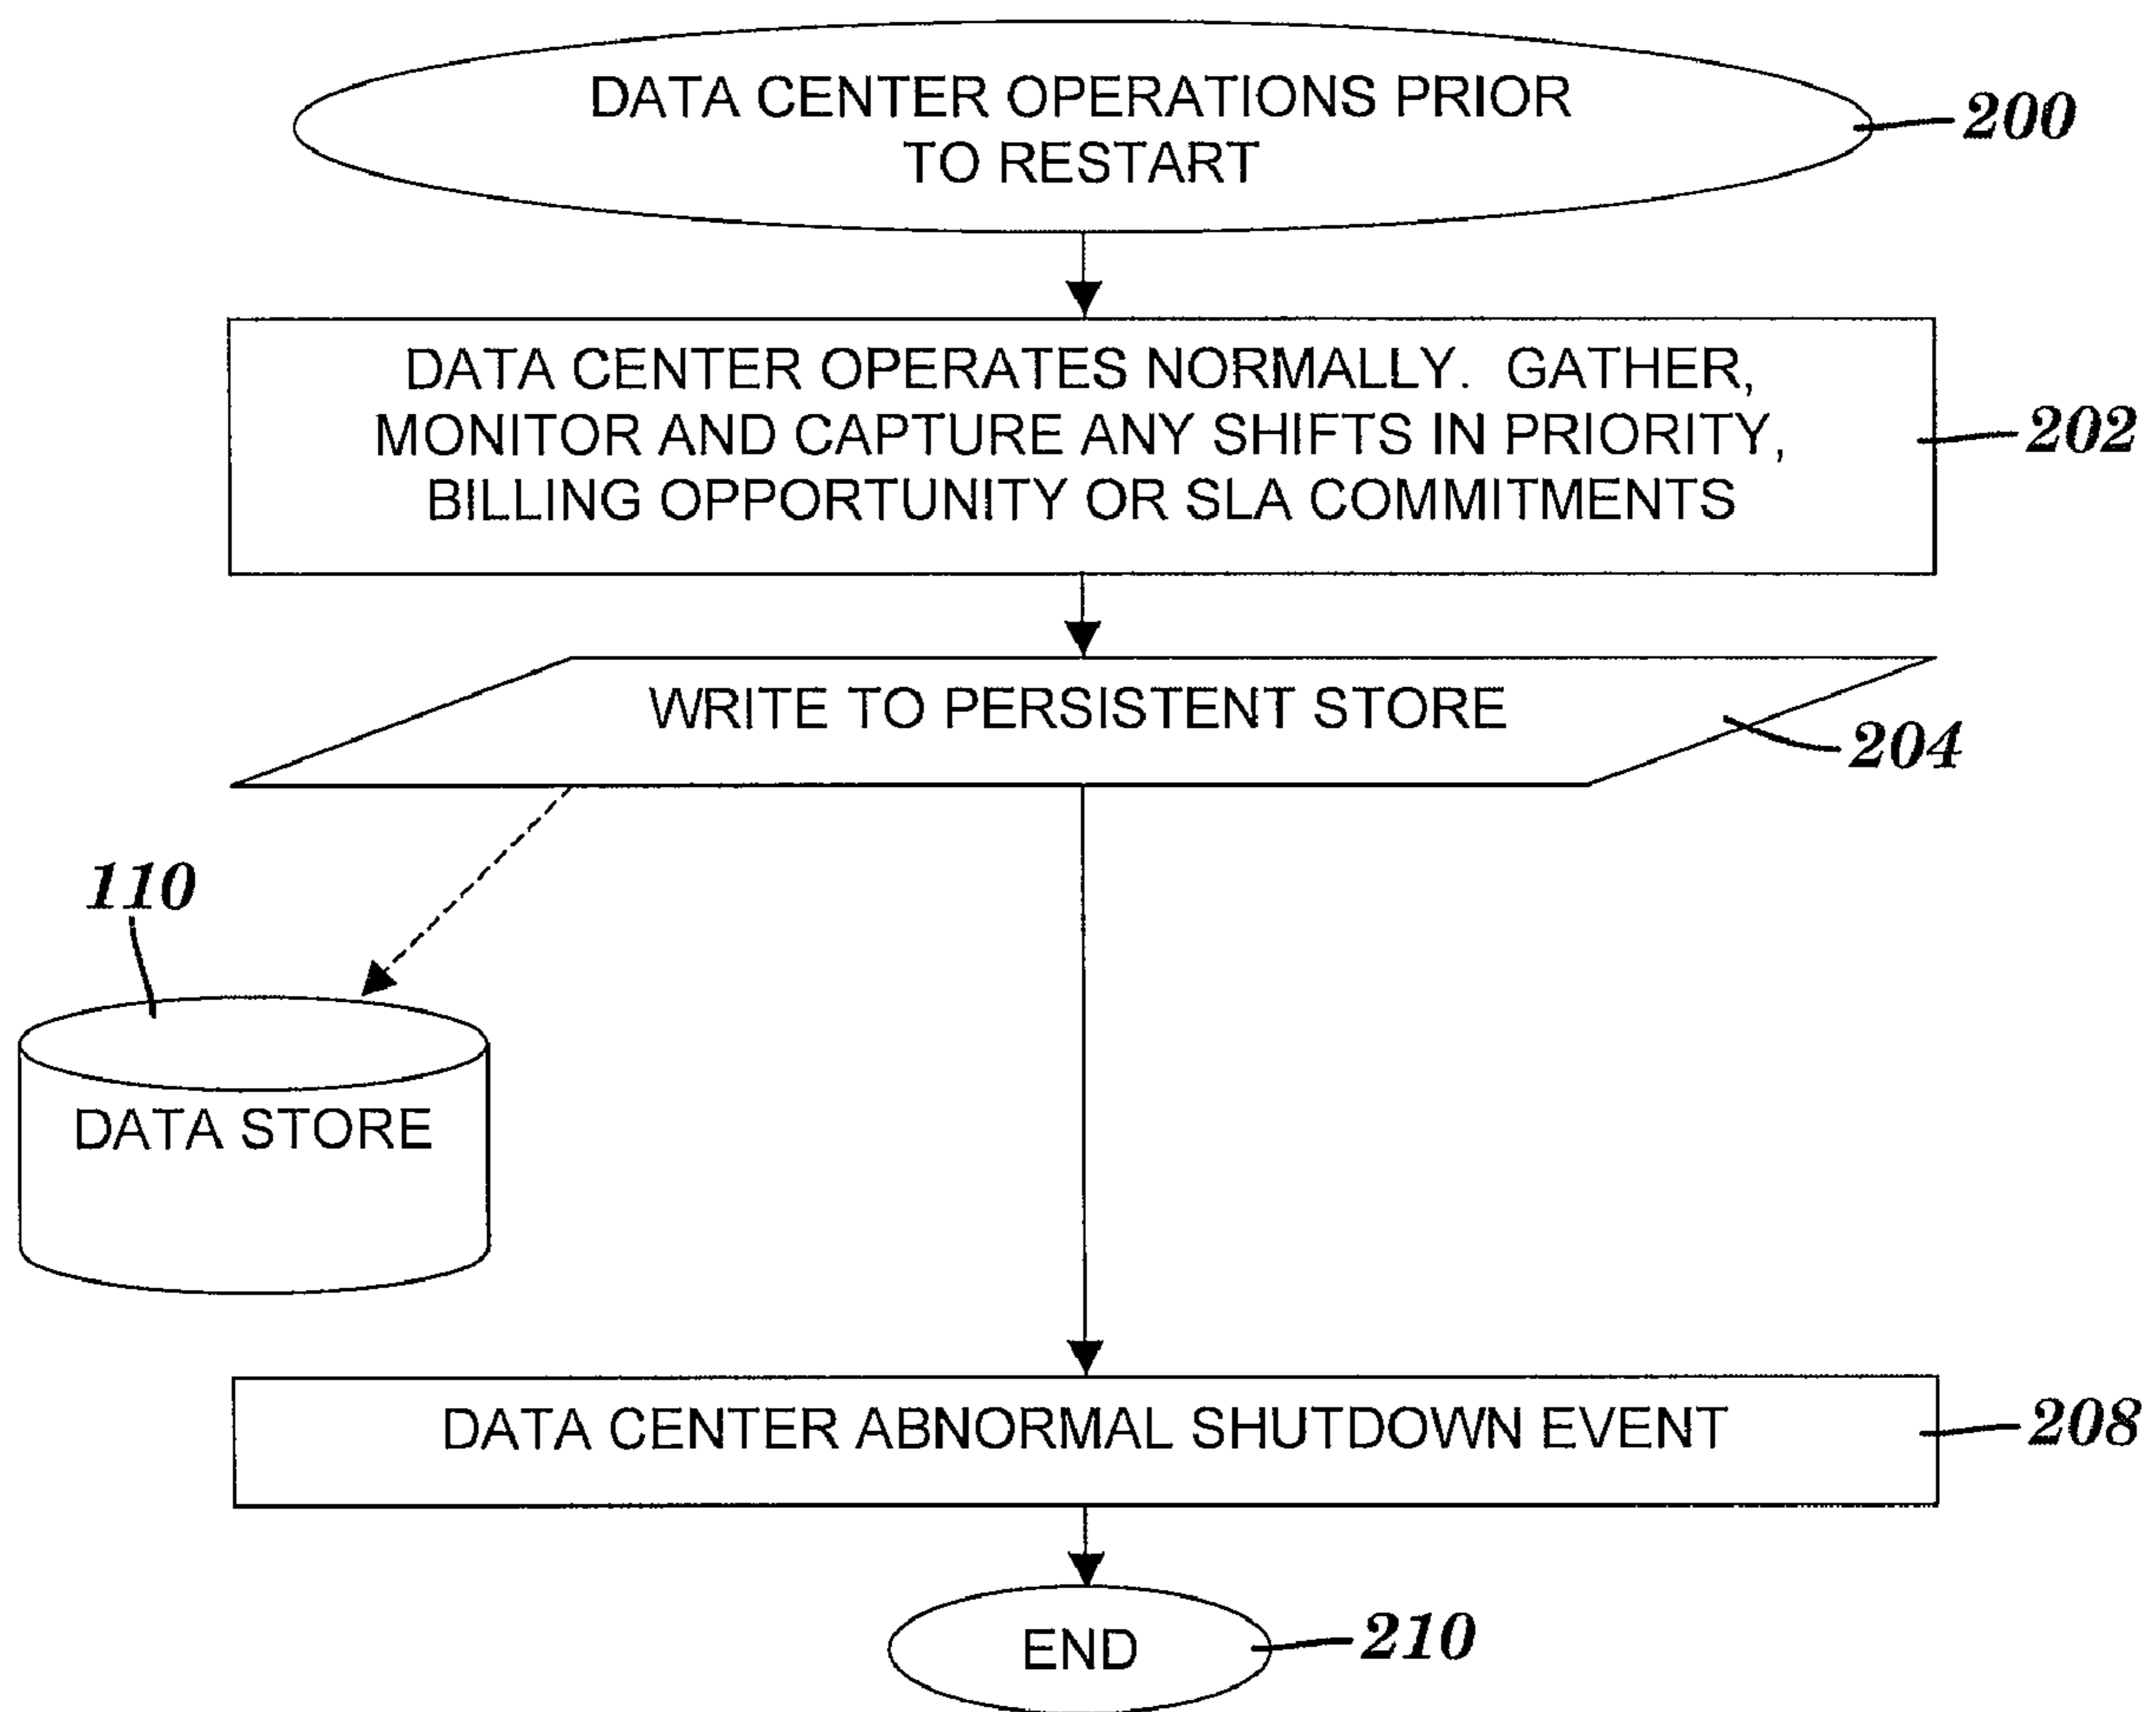 DATA CENTER OPERATIONS PRIOR
TO RESTART
200
DATA CENTER OPERATES NORMALLY. GATHER,
MONITOR AND CAPTURE ANY SHIFTS IN PRIORITY,
BILLING OPPORTUNITY OR SLA COMMITMENTS
202
WRITE TO PERSISTENT STORE
204
110
DATA STORE
DATA CENTER ABNORMAL SHUTDOWN EVENT
208
END
210